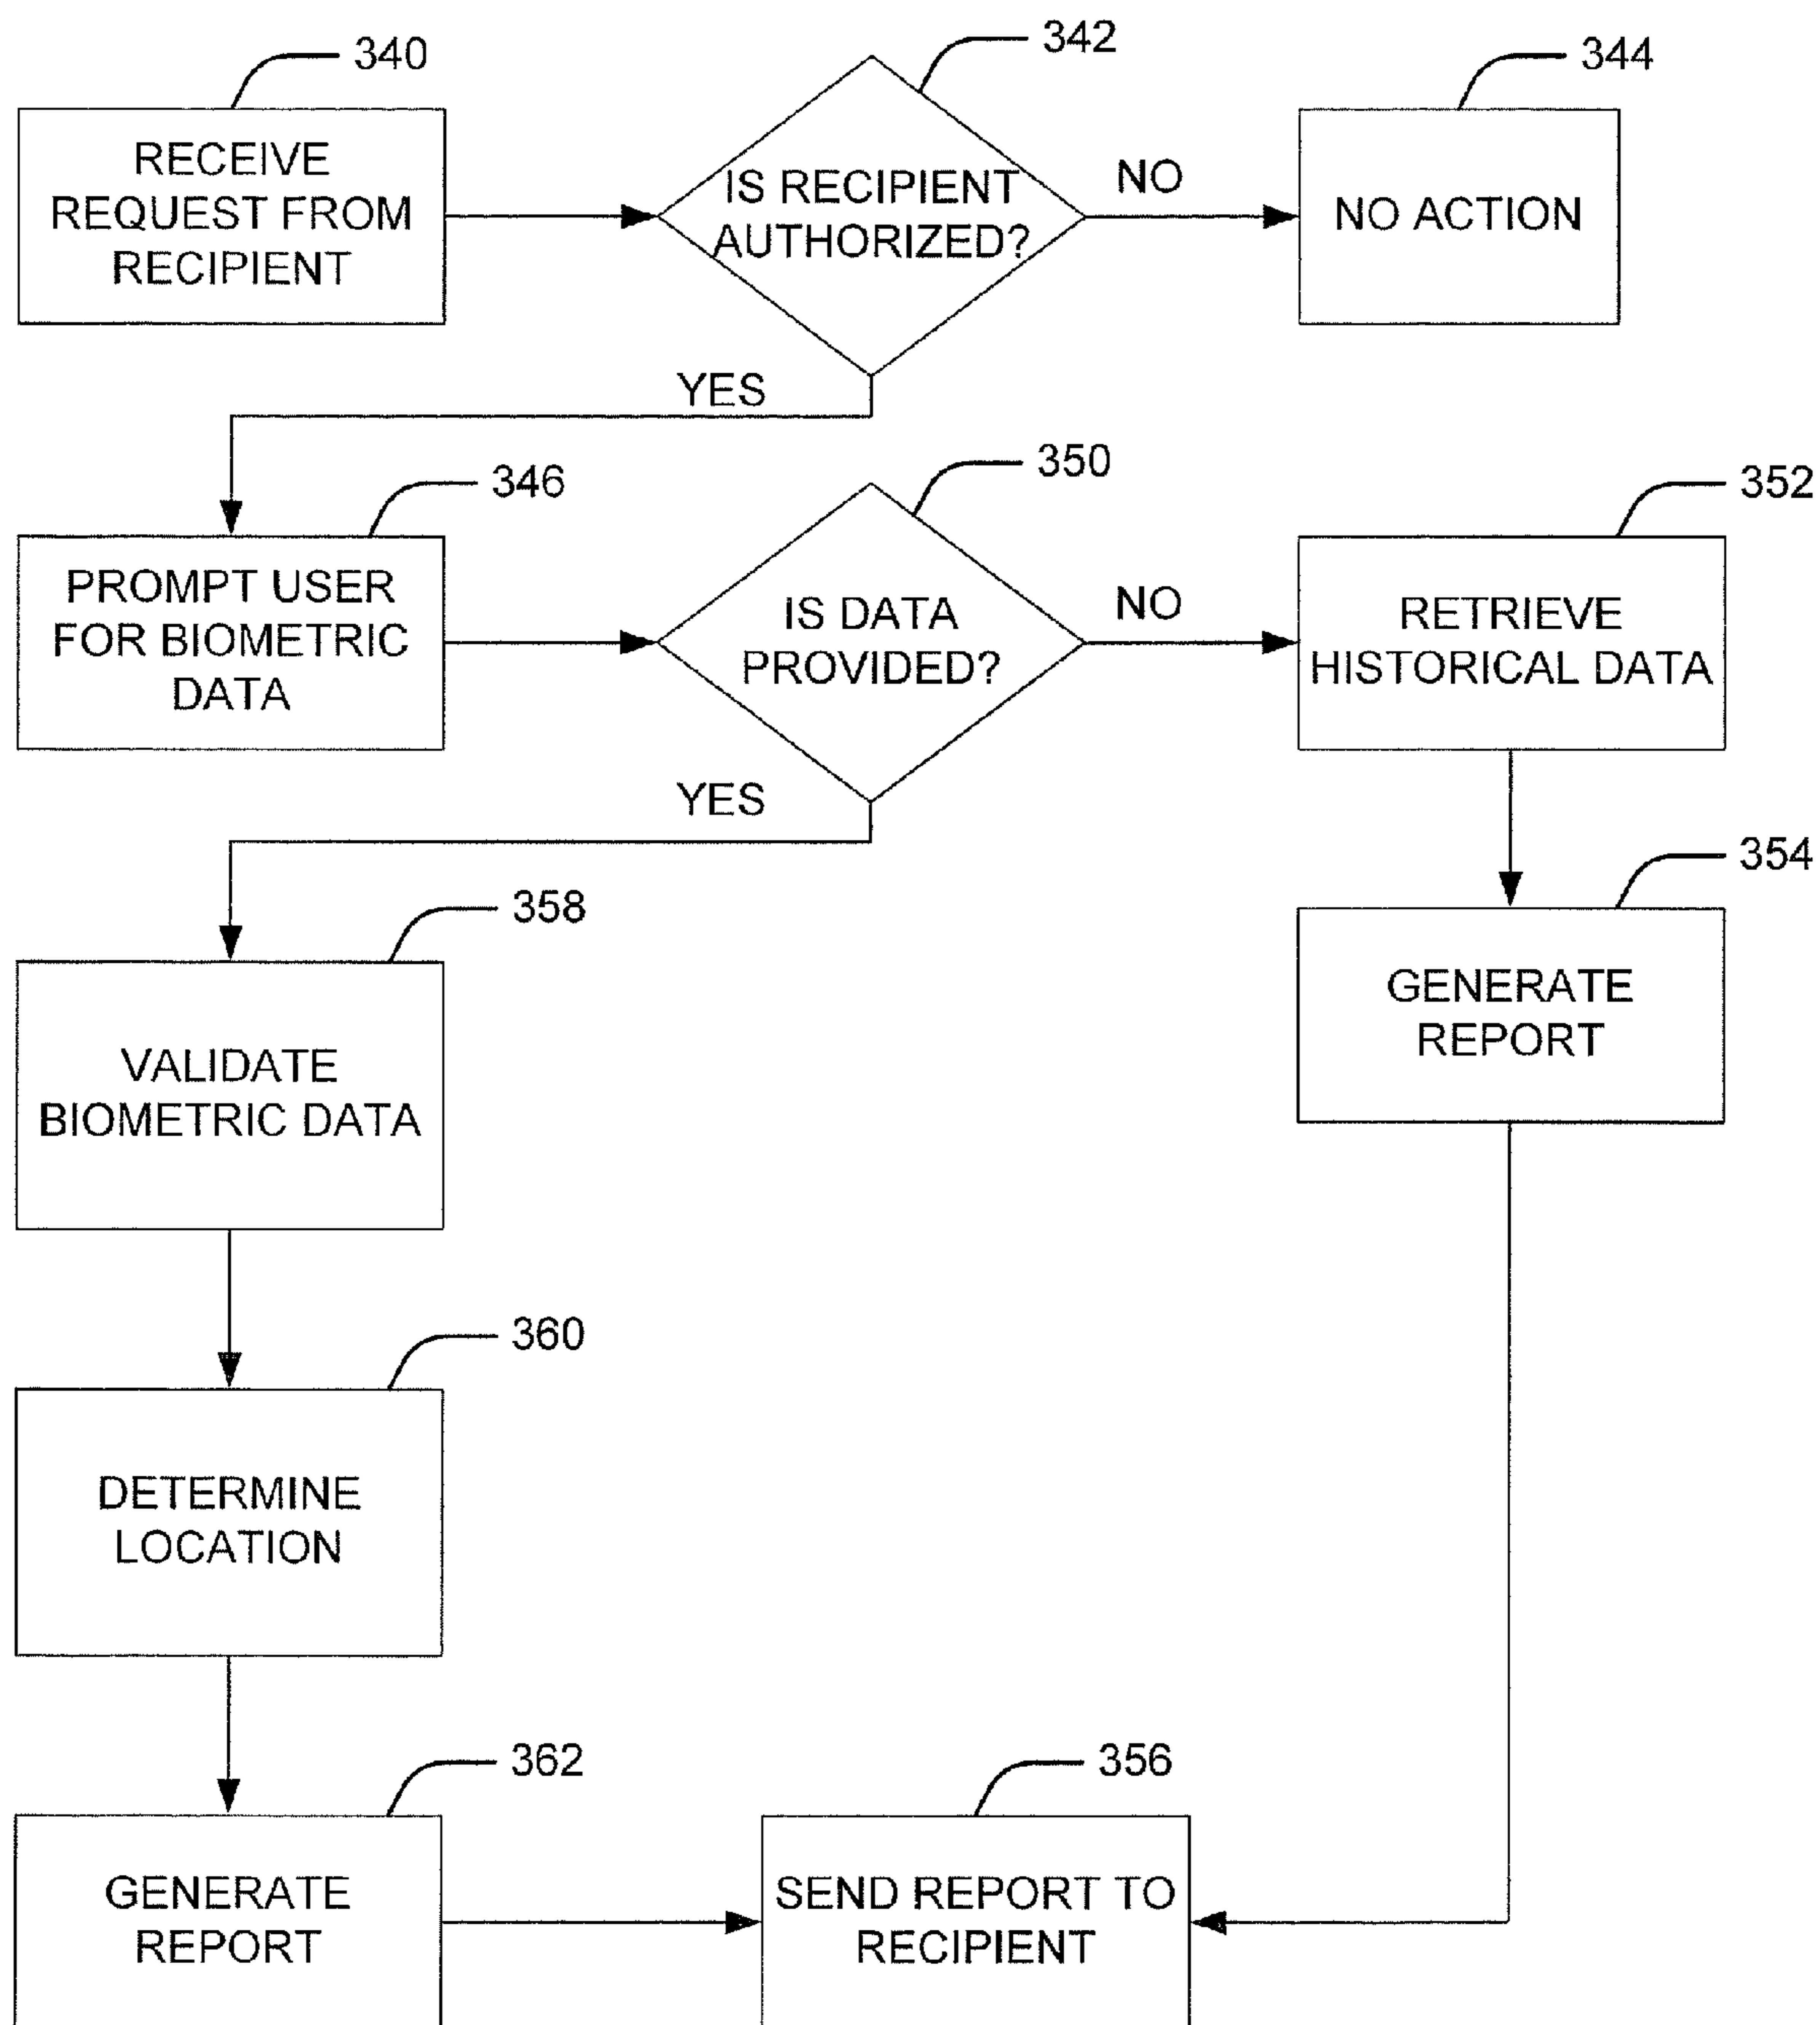 340
RECEIVE
REQUEST FROM
RECIPIENT
342
IS RECIPIENT
AUTHORIZED?
NO
344
NO ACTION
YES
346
PROMPT USER
FOR BIOMETRIC
DATA
350
IS DATA
PROVIDED?
NO
352
RETRIEVE
HISTORICAL DATA
YES
354
GENERATE
REPORT
358
VALIDATE
BIOMETRIC DATA
360
DETERMINE
LOCATION
362
GENERATE
REPORT
356
SEND REPORT TO
RECIPIENT